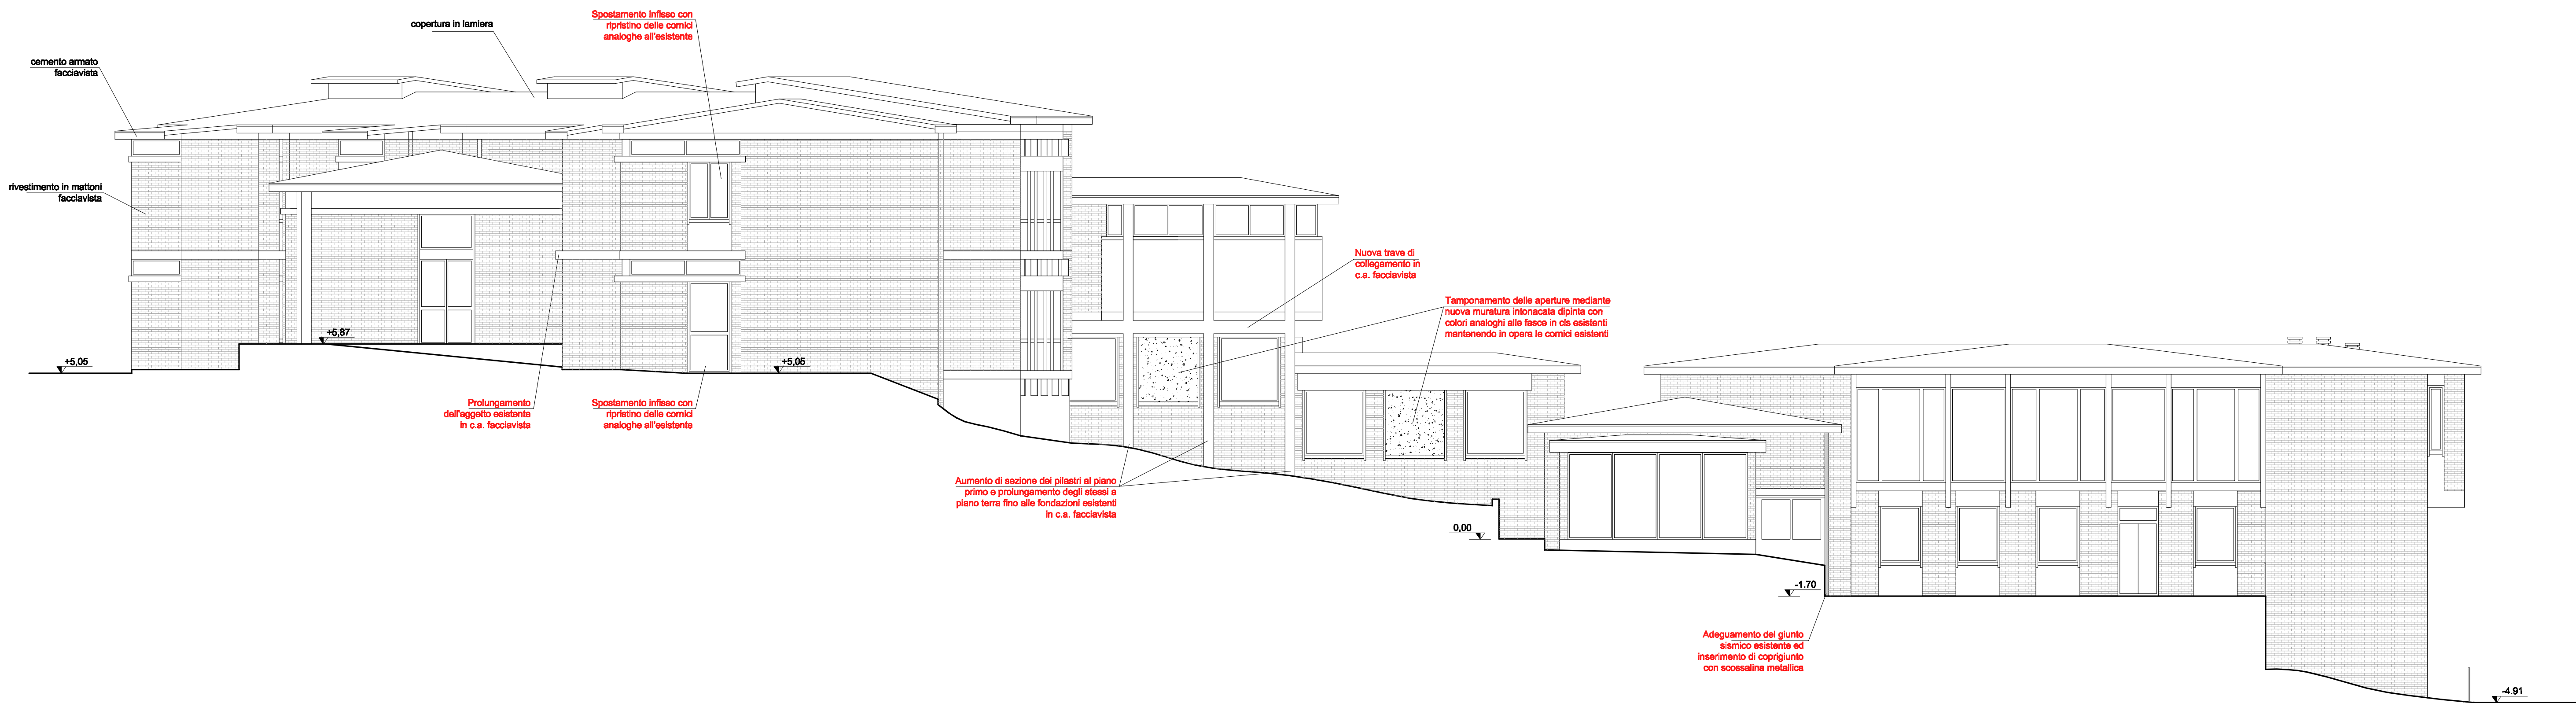 Spostamento infisso con
ripristino delle cornici
analoghe all'esistente
copertura in lamiera
cemento armato
facciavista
rivestimento in mattoni
facciavista
Nuova trave di
collegamento in
c.a. facciavista
Tamponamento delle aperture mediante
nuova muratura intonacata dipinta con
colori analoghi alle fasce in cls esistenti
mantenendo in opera le cornici esistenti
+5,87
+5,05
+5,05
Prolungamento
dell'aggetto esistente
in c.a. facciavista
Spostamento infisso con
ripristino delle cornici
analoghe all'esistente
Aumento di sezione dei pilastri al piano
primo e prolungamento degli stessi a
piano terra fino alle fondazioni esistenti
in c.a. facciavista
0,00
-1.70
Adeguamento del giunto
sismico esistente ed
inserimento di coprigiunto
con scossalina metallica
-4.91